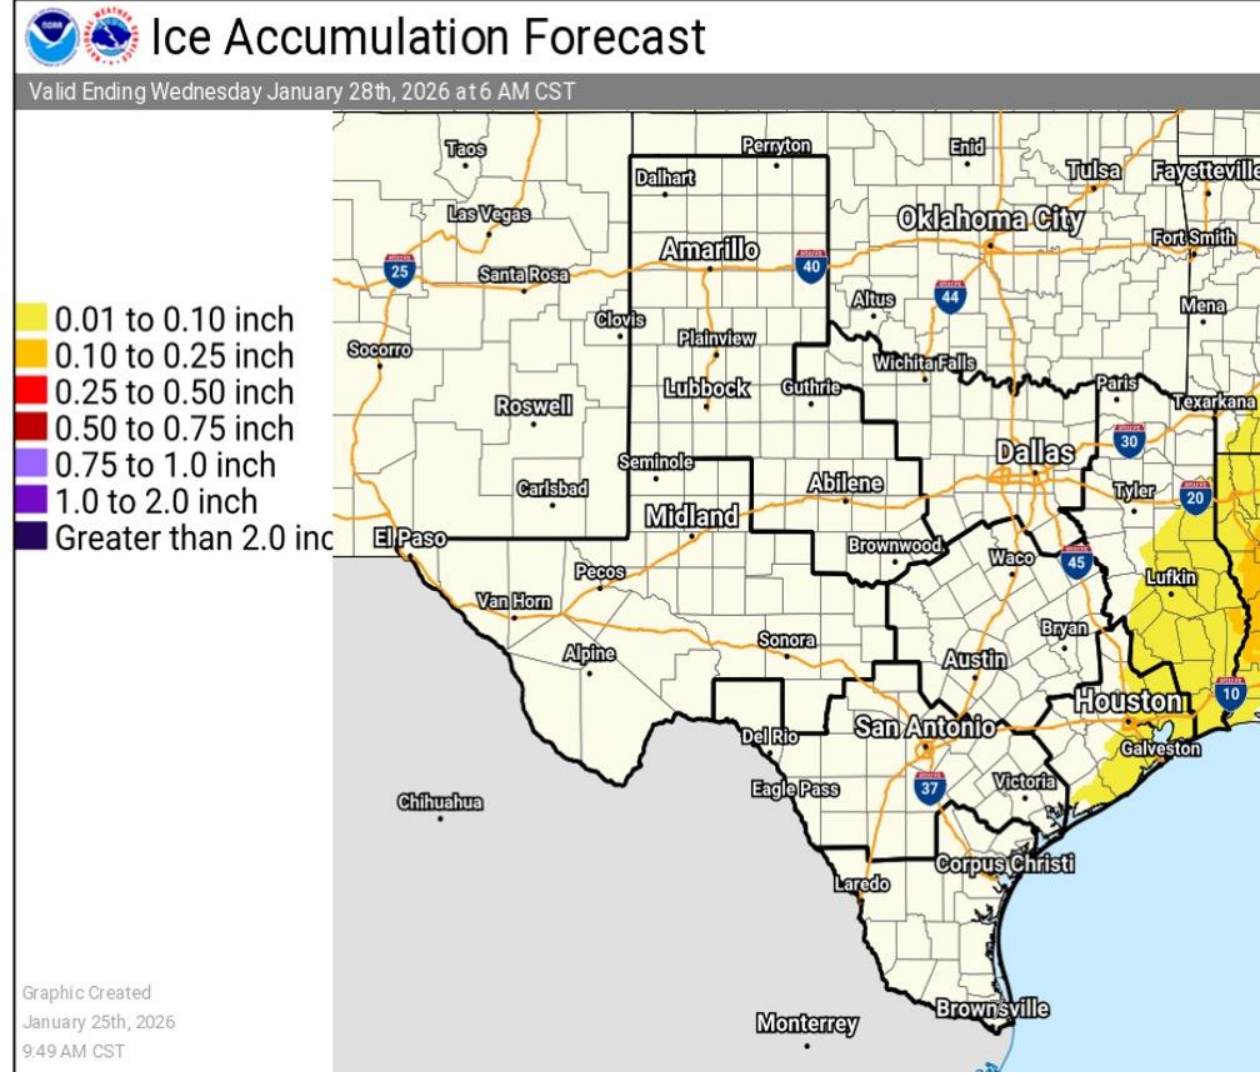 Ice Accumulation Forecast
Valid Ending Wednesday January 28th, 2026 at 6 AM CST
0.01 to 0.10 inch
0.10 to 0.25 inch
0.25 to 0.50 inch
0.50 to 0.75 inch
0.75 to 1.0 inch
1.0 to 2.0 inch
Greater than 2.0 inc
Taos
Perryton
Enid
Tulsa
Fayetteville
Dalhart
Las Vegas
Oklahoma City
Amarillo
Fort Smith
25
Santa Rosa
40
44
Altus
Mena
Clovis
Socorro
Plainview
Wichita Falls
Lubbock
Guthrie
Paris
Texarkana
Roswell
30
Dallas
Seminole
Carlsbad
Abilene
Tyler
20
Midland
El Paso
Brownwood
Waco
45
Pecos
Lufkin
Van Horn
Bryan
Sonora
Alpine
Austin
10
Houston
San Antonio
Del Rio
Galveston
Eagle Pass
37
Victoria
Chihuahua
Corpus Christi
Laredo
Brownsville
Monterrey
Graphic Created
January 25th, 2026
9:49 AM CST